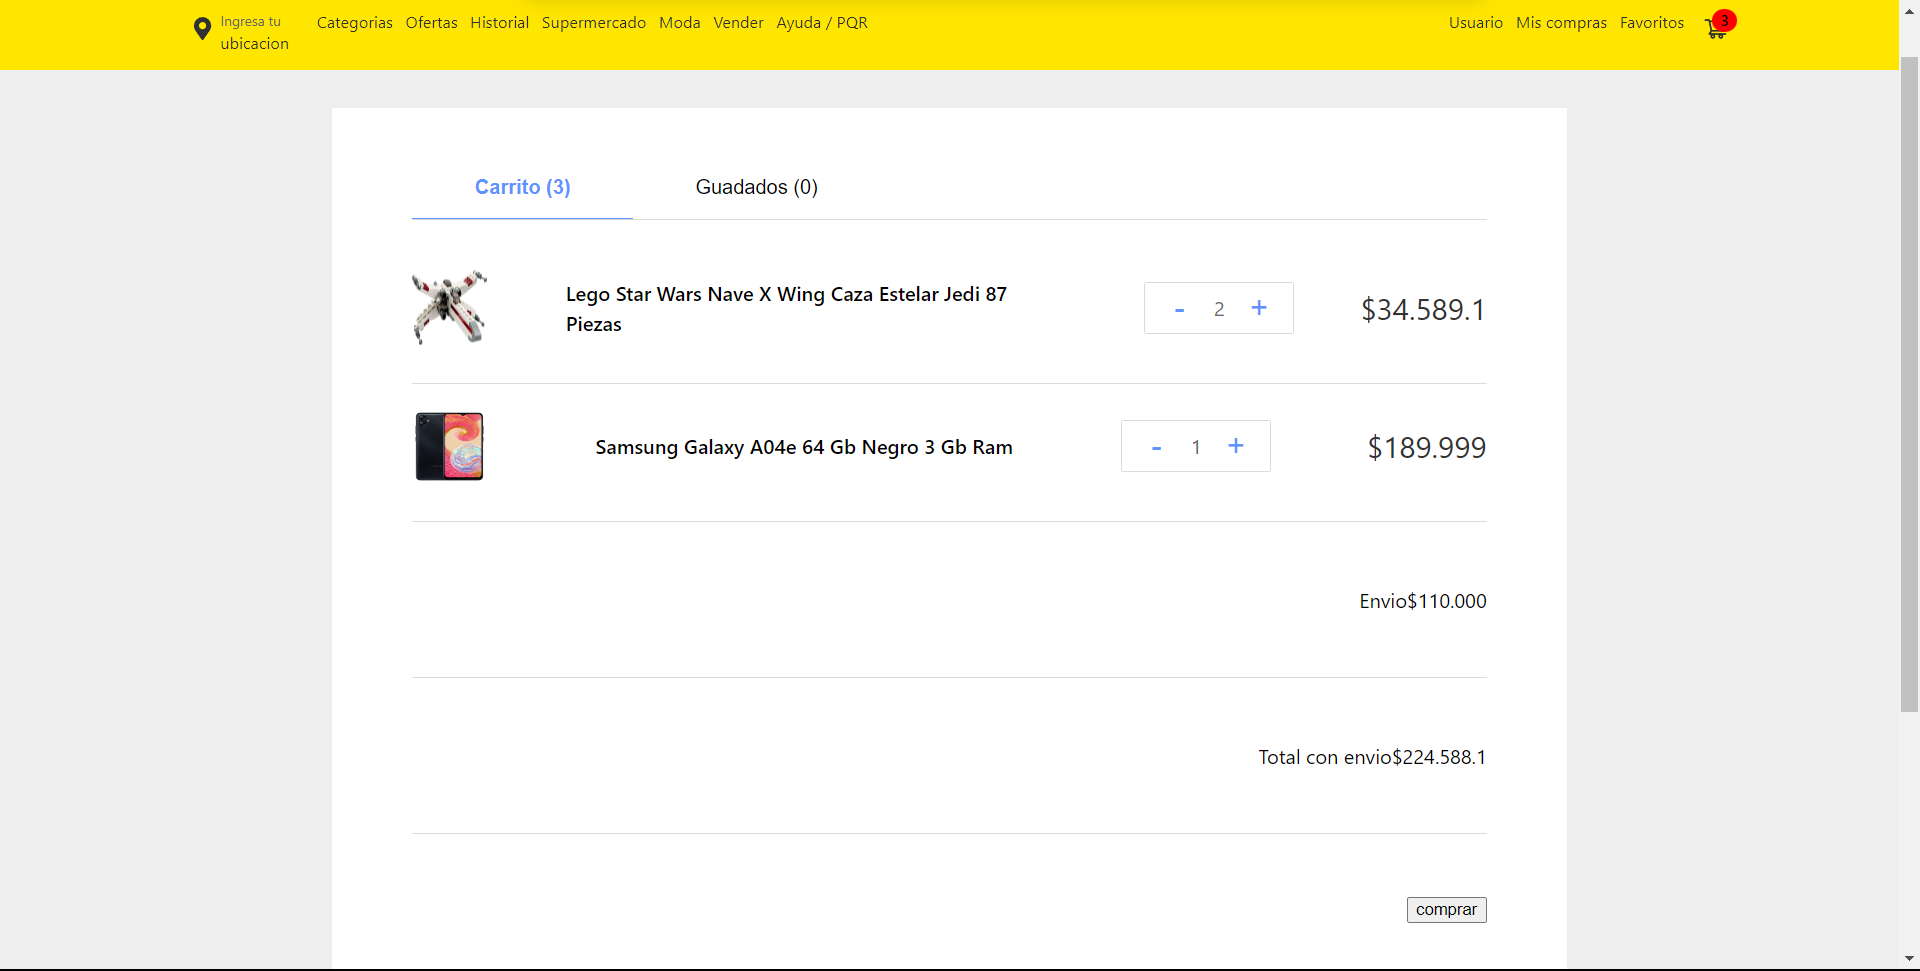 Ingresa tu
ubicacion
Categorias Ofertas Historial Supermercado Moda Vender Ayuda / PQR
Usuario Mis compras Favoritos 3
Carrito (3) Guadados (0)
Lego Star Wars Nave X Wing Caza Estelar Jedi 87
Piezas
- 2 + $34.589.1
Samsung Galaxy A04e 64 Gb Negro 3 Gb Ram - 1 + $189.999
Envio$110.000
Total con envio$224.588.1
comprar